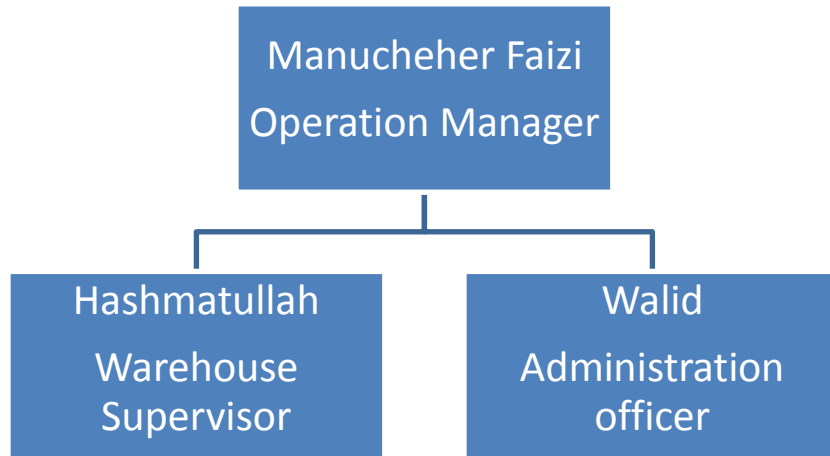 Manucheher Faizi
Operation Manager
Hashmatullah
Warehouse
Supervisor
Walid
Administration
officer